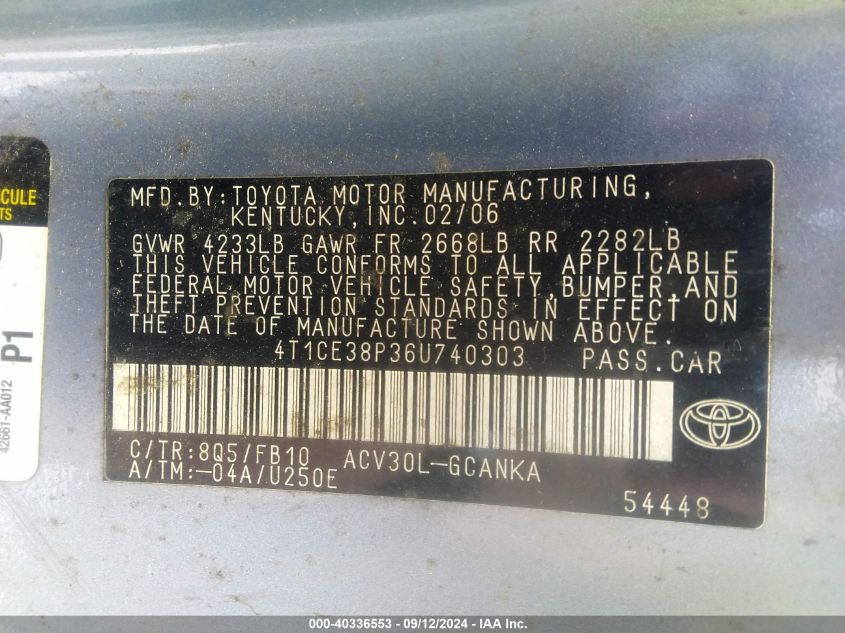 CULE
TS
P1
42661-AA012
MFD.BY:TOYOTA MOTOR MANUFACTURING,
KENTUCKY, INC. 02/06
GVWR 4233LB GAWR FR 2668LB RR 2282LB
THIS VEHICLE CONFORMS TO ALL APPLICABLE
FEDERAL MOTOR VEHICLE SAFETY,BUMPER,AND
THEFT PREVENTION STANDARDS IN EFFECT ON
THE DATE OF MANUFACTURE SHOWN ABOVE.
4T1CE38P36U740303 PASS.CAR
C/TR:8Q5/FB10 ACV30L-GCANKA
A/TM:-04A/U250E
54448
000-40336553 - 09/12/2024 - IAA Inc.